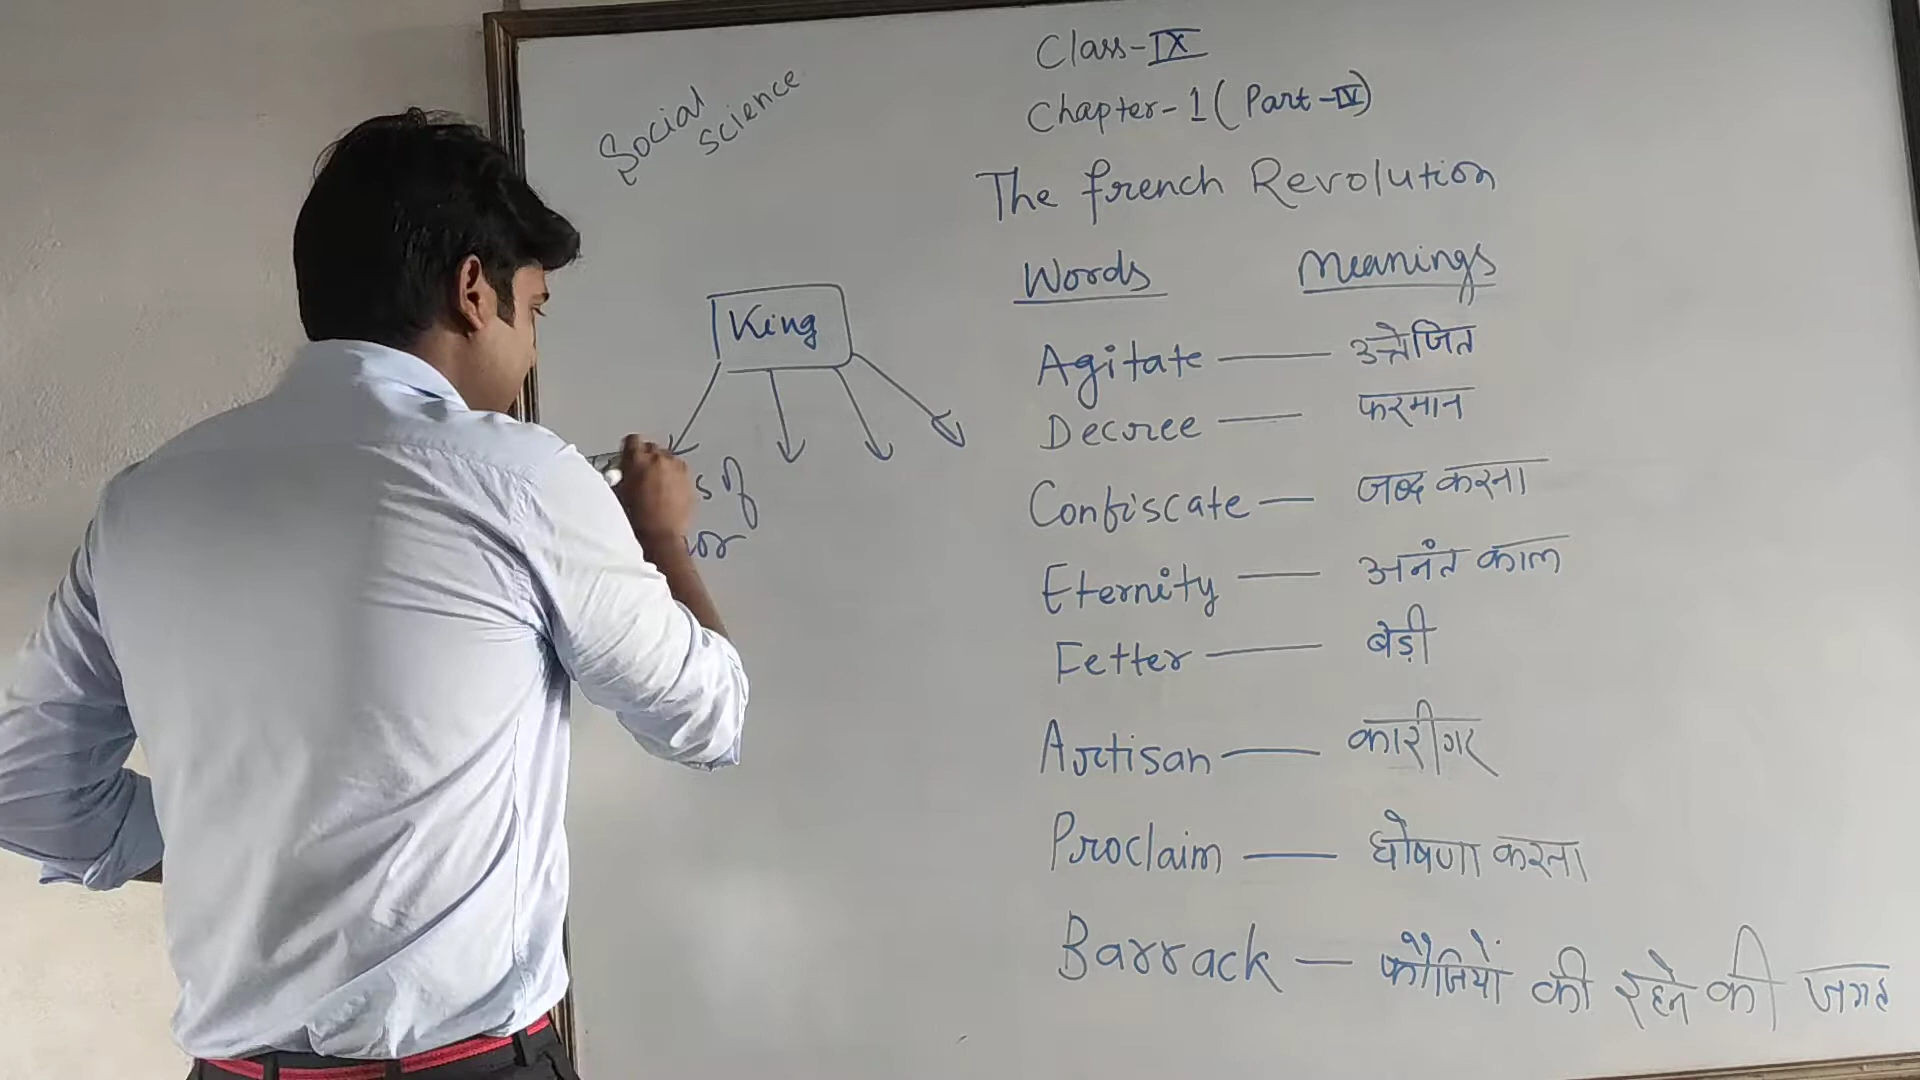 Social
science
Class-IX
Chapter-1 (Part-IV)
The french Revolution
King
Words Meanings
Agitate — उत्तेजित
Decree — फरमान
Confiscate — जब्द करना
Eternity — अनंत काल
Fetter — बेड़ी
Artisan — कारीगर
Proclaim — घोषणा करना
Barrack — फौजियों की रहने की जगह
of